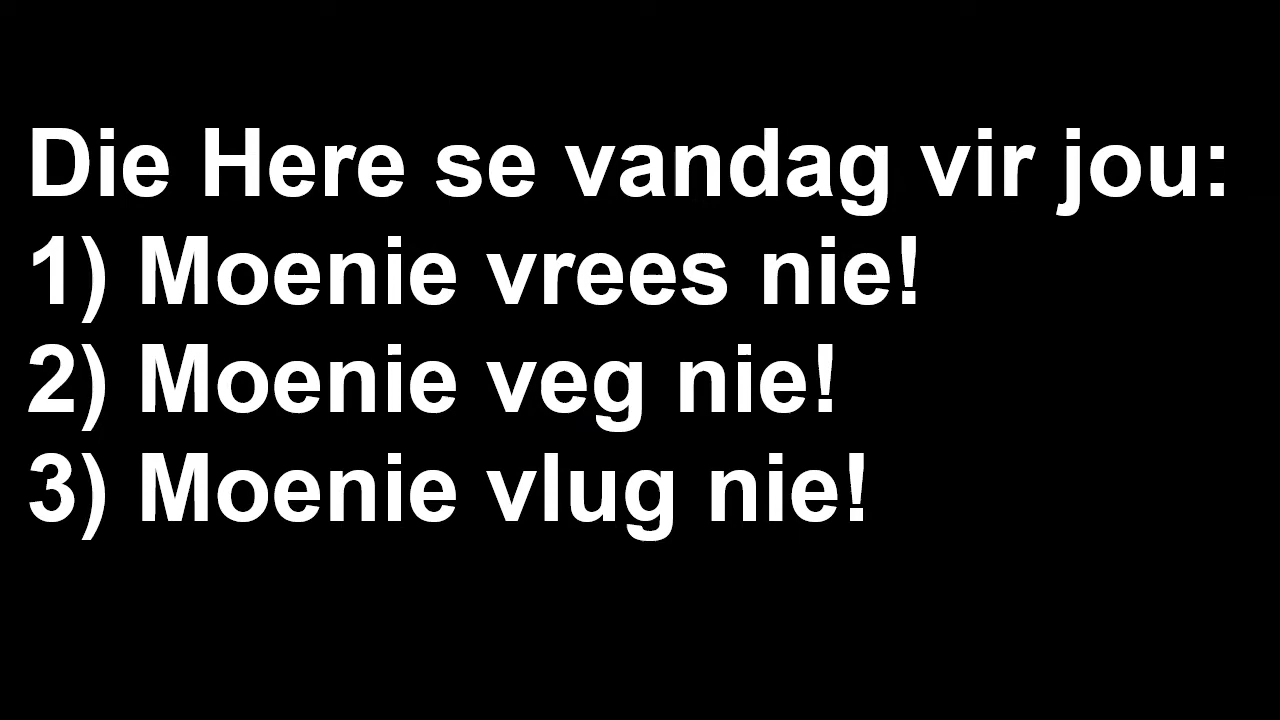 Die Here se vandag vir jou:
1) Moenie vrees nie!
2) Moenie veg nie!
3) Moenie vlug nie!